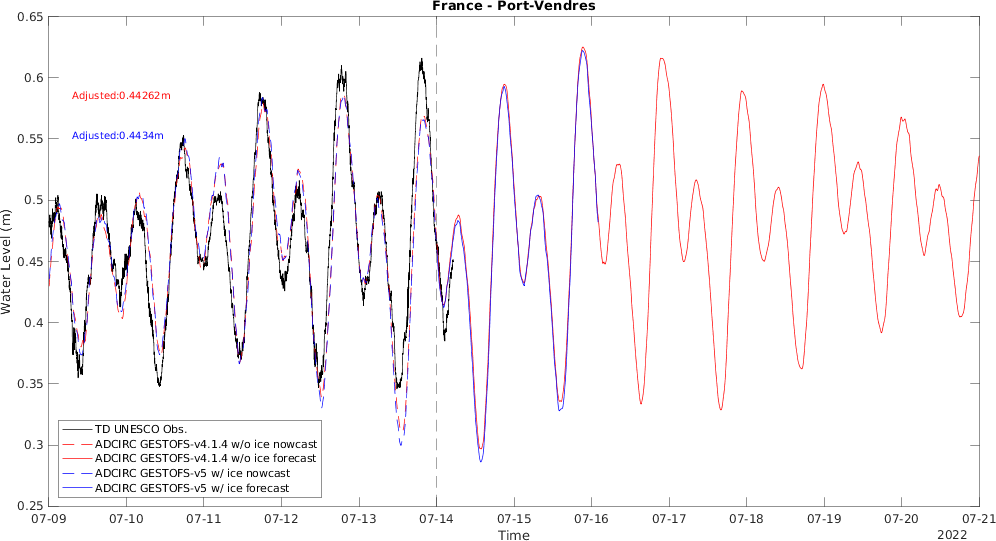 France - Port-Vendres
0.65
0.6
0.55
0.5
0.45
0.4
0.35
0.3
0.25
Water Level (m)
Adjusted:0.44262m
Adjusted:0.4434m
TD UNESCO Obs.
ADCIRC GESTOFS-v4.1.4 w/o ice nowcast
ADCIRC GESTOFS-v4.1.4 w/o ice forecast
ADCIRC GESTOFS-v5 w/ ice nowcast
ADCIRC GESTOFS-v5 w/ ice forecast
07-09 07-10 07-11 07-12 07-13 07-14 07-15 07-16 07-17 07-18 07-19 07-20 07-21
Time
2022